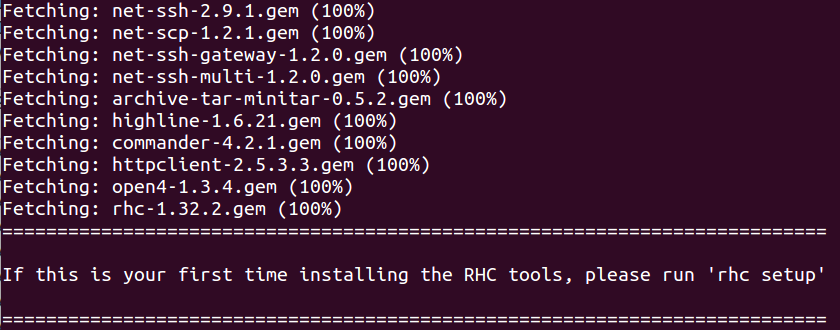 Fetching: net-ssh-2.9.1.gem (100%)
Fetching: net-scp-1.2.1.gem (100%)
Fetching: net-ssh-gateway-1.2.0.gem (100%)
Fetching: net-ssh-multi-1.2.0.gem (100%)
Fetching: archive-tar-minitar-0.5.2.gem (100%)
Fetching: highline-1.6.21.gem (100%)
Fetching: commander-4.2.1.gem (100%)
Fetching: httpclient-2.5.3.3.gem (100%)
Fetching: open4-1.3.4.gem (100%)
Fetching: rhc-1.32.2.gem (100%)
===========================================================================
If this is your first time installing the RHC tools, please run 'rhc setup'
===========================================================================